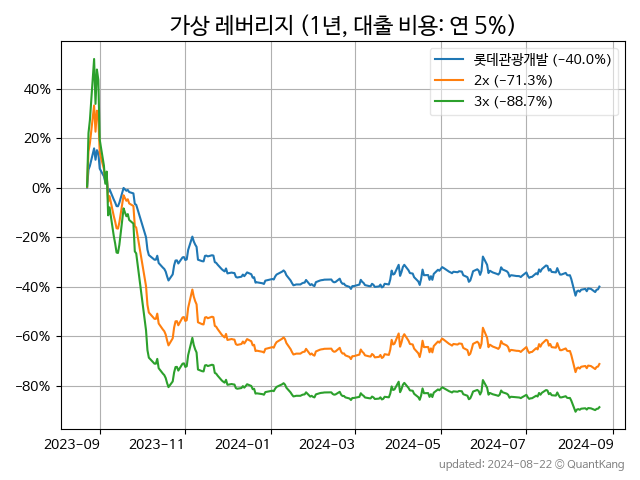 가상 레버리지 (1년, 대출 비용: 연 5%)
롯데관광개발 (-40.0%)
2x (-71.3%)
3x (-88.7%)
40%
20%
0%
-20%
-40%
-60%
-80%
2023-09 2023-11 2024-01 2024-03 2024-05 2024-07 2024-09
updated: 2024-08-22 © QuantKang